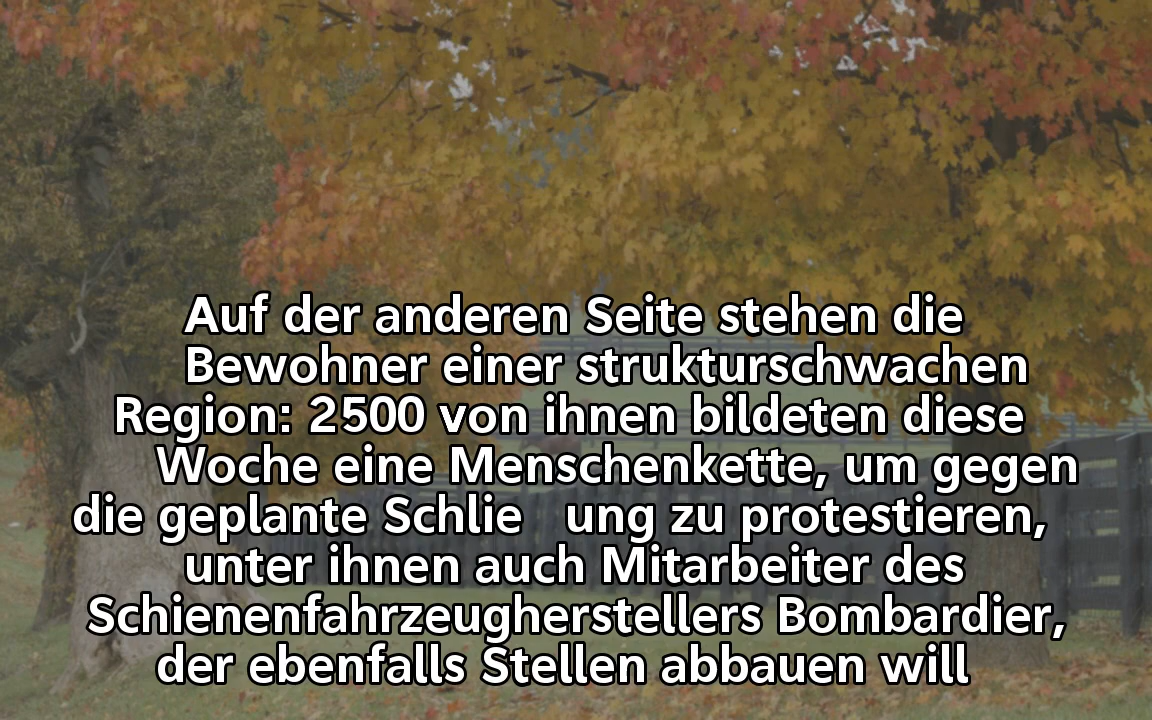 Auf der anderen Seite stehen die
Bewohner einer strukturschwachen
Region: 2500 von ihnen bildeten diese
Woche eine Menschenkette, um gegen
die geplante Schlie ung zu protestieren,
unter ihnen auch Mitarbeiter des
Schienenfahrzeugherstellers Bombardier,
der ebenfalls Stellen abbauen will